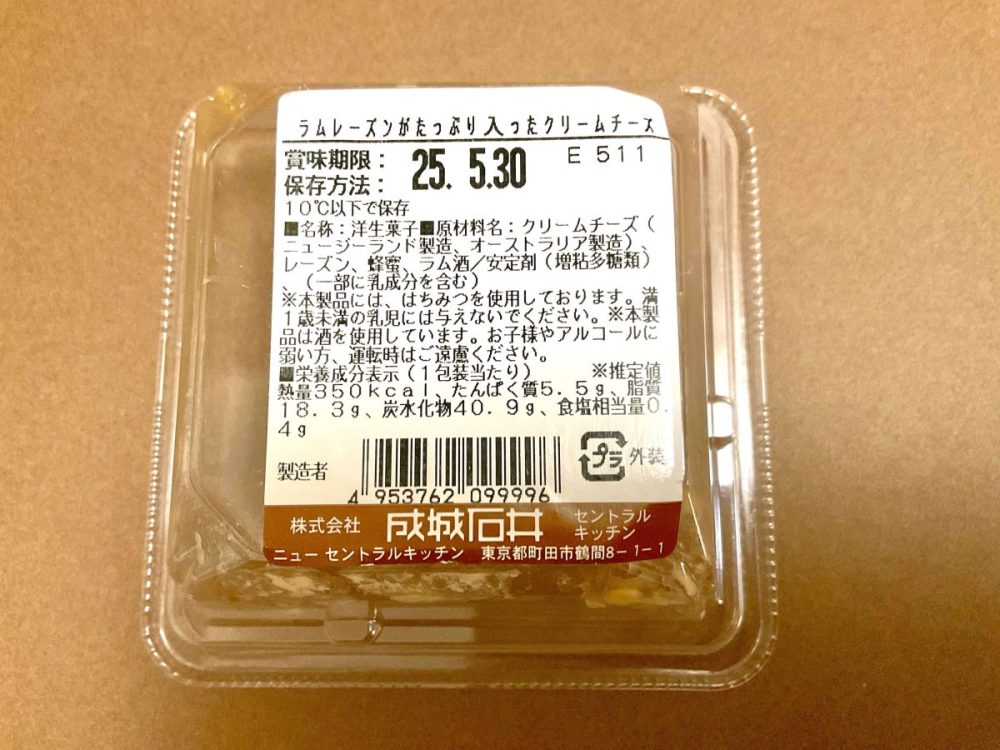 ラムレーズンがたっぷり入ったクリームチーズ
賞味期限： 25. 5.30 E 511
保存方法：
10℃以下で保存
■名称：洋生菓子■原材料名：クリームチーズ（
ニュージーランド製造、オーストラリア製造）、
レーズン、蜂蜜、ラム酒／安定剤（増粘多糖類）
、（一部に乳成分を含む）
※本製品には、はちみつを使用しております。満
1歳未満の乳児には与えないでください。※本製
品は酒を使用しています。お子様やアルコールに
弱い方、運転時はご遠慮ください。
■栄養成分表示（1包装当たり） ※推定値
熱量350kcal、たんぱく質5.5g、脂質
18.3g、炭水化物40.9g、食塩相当量0.
4g
プラ 外装
製造者
4 953762 099996
株式会社 成城石井 セントラル
キッチン
ニュー セントラルキッチン 東京都町田市鶴間8-1-1